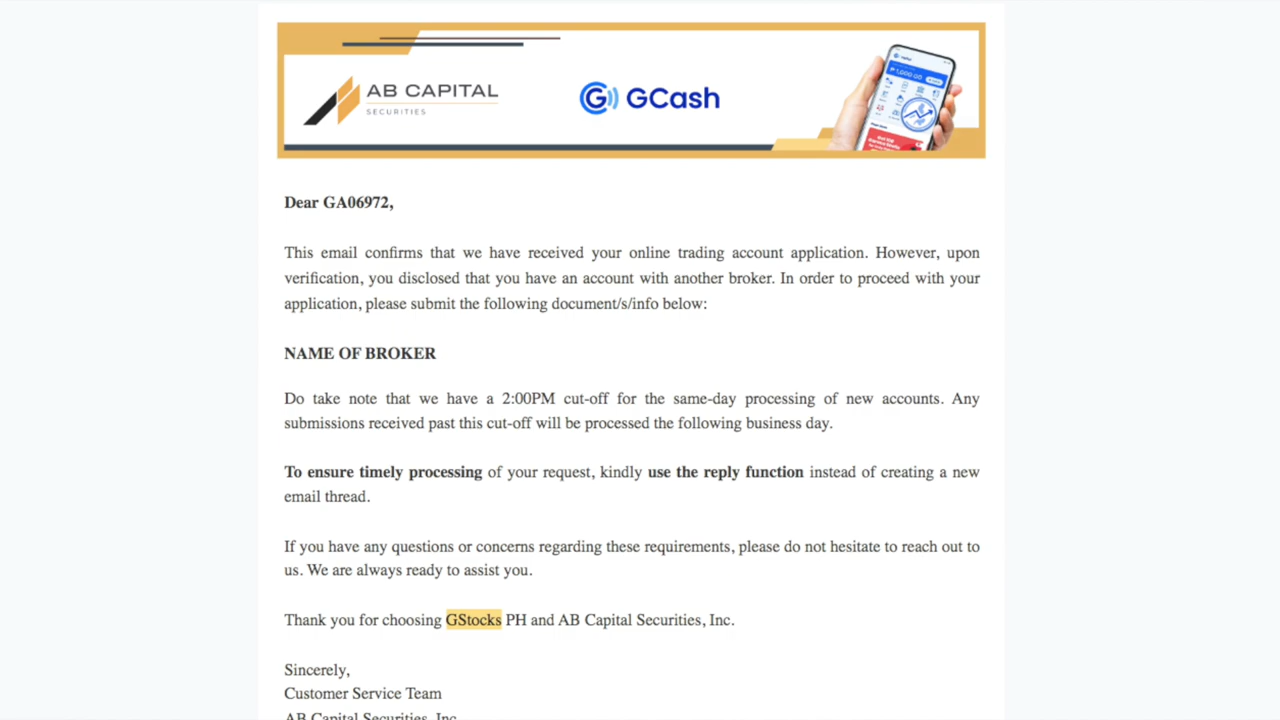 AB CAPITAL
SECURITIES
GCash
Dear GA06972,
This email confirms that we have received your online trading account application. However, upon
verification, you disclosed that you have an account with another broker. In order to proceed with your
application, please submit the following document/s/info below:
NAME OF BROKER
Do take note that we have a 2:00PM cut-off for the same-day processing of new accounts. Any
submissions received past this cut-off will be processed the following business day.
To ensure timely processing of your request, kindly use the reply function instead of creating a new
email thread.
If you have any questions or concerns regarding these requirements, please do not hesitate to reach out to
us. We are always ready to assist you.
Thank you for choosing GStocks PH and AB Capital Securities, Inc.
Sincerely,
Customer Service Team
AB Capital Securities, Inc.